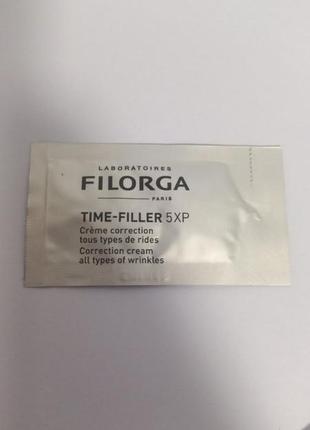 LABORATOIRES
FILORGA
PARIS
TIME-FILLER 5XP
Crème correction
tous types de rides
Correction cream
all types of wrinkles